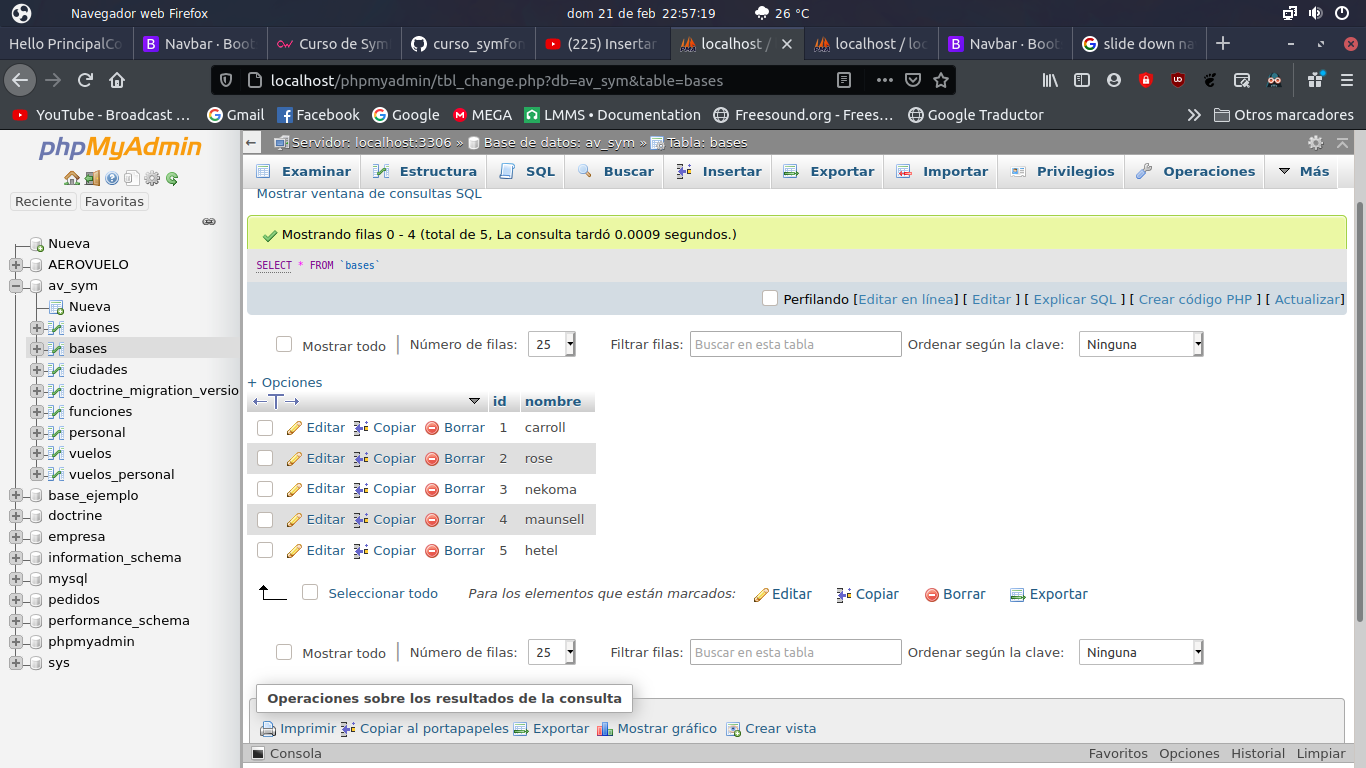 Navegador web Firefox dom 21 de feb 22:57:19 26 °C
Hello PrincipalCo Navbar · Boot Curso de Sym curso_symfon (225) Insertar localhost / localhost / loc Navbar · Boot slide down na
localhost/phpmyadmin/tbl_change.php?db=av_sym&table=bases
YouTube - Broadcast ... Gmail Facebook Google MEGA LMMS • Documentation Freesound.org - Frees... Google Traductor Otros marcadores
phpMyAdmin
Reciente Favoritas
Nueva
AEROVUELO
av_sym
Nueva
aviones
bases
ciudades
doctrine_migration_versio
funciones
personal
vuelos
vuelos_personal
base_ejemplo
doctrine
empresa
information_schema
mysql
pedidos
performance_schema
phpmyadmin
sys
Servidor: localhost:3306 » Base de datos: av_sym » Tabla: bases
Examinar Estructura SQL Buscar Insertar Exportar Importar Privilegios Operaciones Más
Mostrar ventana de consultas SQL
Mostrando filas 0 - 4 (total de 5, La consulta tardó 0.0009 segundos.)
SELECT * FROM `bases`
Perfilando [Editar en línea] [ Editar ] [ Explicar SQL ] [ Crear código PHP ] [ Actualizar]
Mostrar todo Número de filas: 25 Filtrar filas: Buscar en esta tabla Ordenar según la clave: Ninguna
+ Opciones
←T→ id nombre
Editar Copiar Borrar 1 carroll
Editar Copiar Borrar 2 rose
Editar Copiar Borrar 3 nekoma
Editar Copiar Borrar 4 maunsell
Editar Copiar Borrar 5 hetel
Seleccionar todo Para los elementos que están marcados: Editar Copiar Borrar Exportar
Mostrar todo Número de filas: 25 Filtrar filas: Buscar en esta tabla Ordenar según la clave: Ninguna
Operaciones sobre los resultados de la consulta
Imprimir Copiar al portapapeles Exportar Mostrar gráfico Crear vista
Consola Favoritos Opciones Historial Limpiar